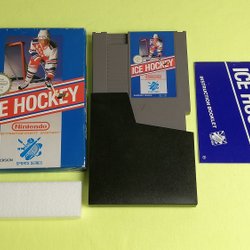 ICE HOCKEY
Nintendo
SPORTS SERIES
ICE HOCKEY
ICE HOCKEY
INSTRUCTION BOOKLET